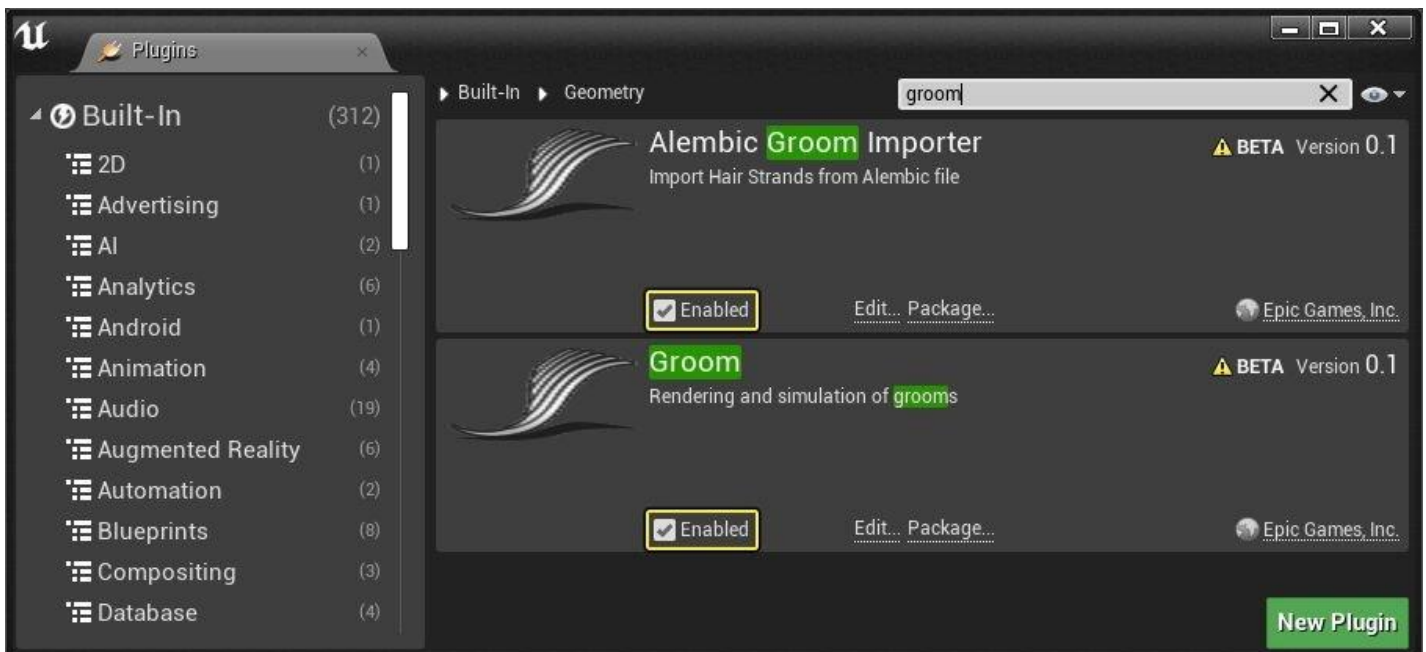 Plugins
Built-In (312)
2D (1)
Advertising (1)
AI (2)
Analytics (6)
Android (1)
Animation (4)
Audio (19)
Augmented Reality (6)
Automation (2)
Blueprints (8)
Compositing (3)
Database (4)
Built-In Geometry
groom
Alembic Groom Importer
BETA Version 0.1
Import Hair Strands from Alembic file
Enabled Edit... Package... Epic Games, Inc.
Groom
BETA Version 0.1
Rendering and simulation of grooms
Enabled Edit... Package... Epic Games, Inc.
New Plugin